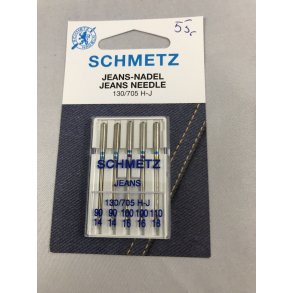 55,-
SCHMETZ
JEANS-NADEL
JEANS NEEDLE
130/705 H-J
SCHMETZ
JEANS
130/705 H-J
90 90 100 100 110
14 14 16 16 18